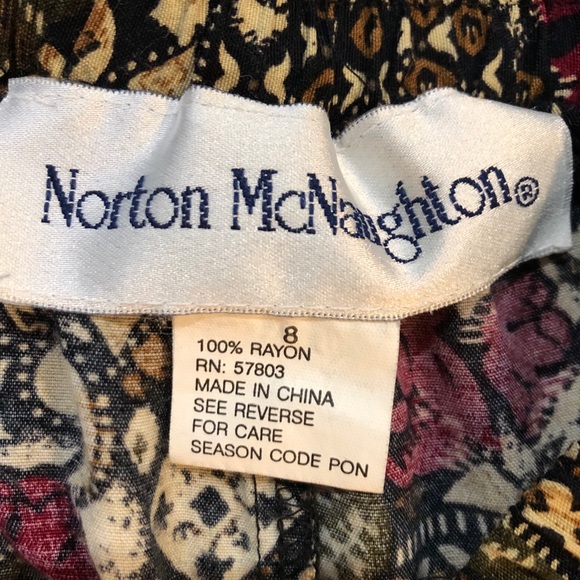 Norton McNaughton®
8
100% RAYON
RN: 57803
MADE IN CHINA
SEE REVERSE
FOR CARE
SEASON CODE PON